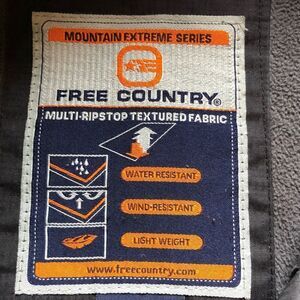 MOUNTAIN EXTREME SERIES
FREE COUNTRY®
MULTI-RIPSTOP TEXTURED FABRIC
WATER RESISTANT
WIND-RESISTANT
LIGHT WEIGHT
www.freecountry.com